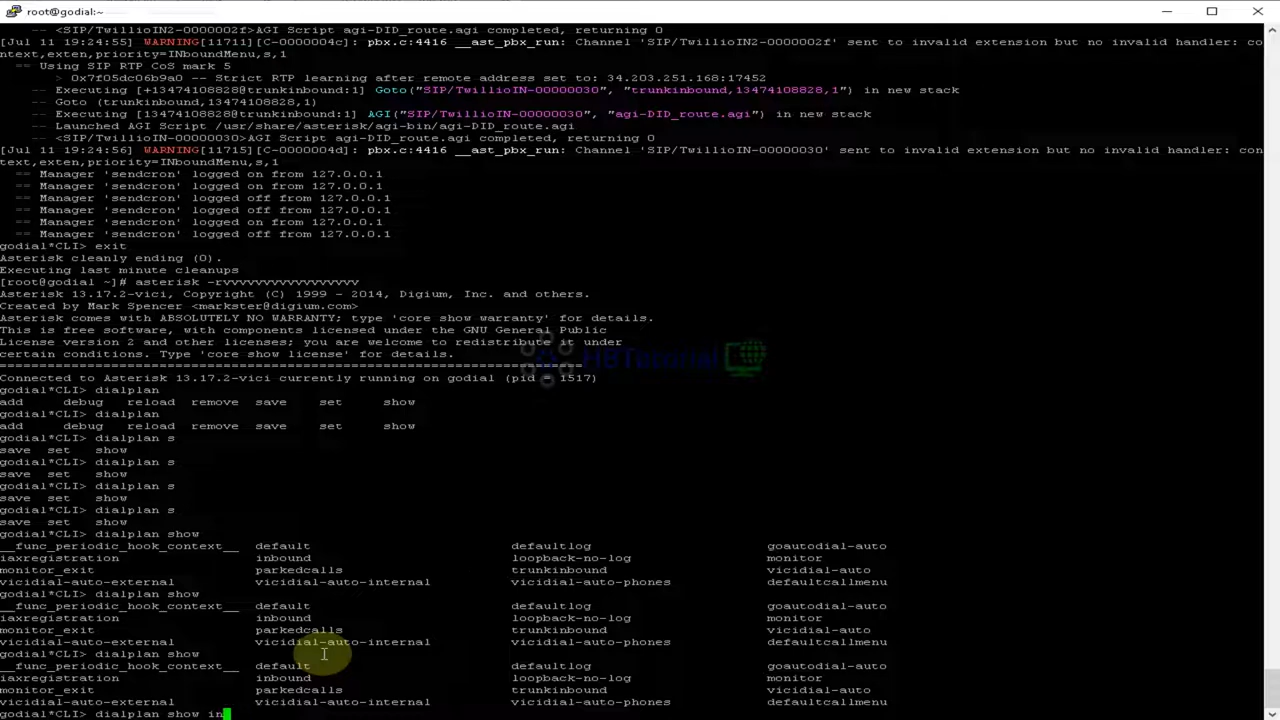 root@godial:~
-- <SIP/TwillioIN2-0000002f>AGI Script agi-DID_route.agi completed, returning 0
[Jul 11 19:24:55] WARNING[11711][C-0000004c]: pbx.c:4416 __ast_pbx_run: Channel 'SIP/TwillioIN2-0000002f' sent to invalid extension but no invalid handler: co
ntext,exten,priority=INboundMenu,s,1
== Using SIP RTP CoS mark 5
> 0x7f05dc06b9a0 -- Strict RTP learning after remote address set to: 34.203.251.168:17452
-- Executing [+13474108828@trunkinbound:1] Goto("SIP/TwillioIN-00000030", "trunkinbound,13474108828,1") in new stack
-- Goto (trunkinbound,13474108828,1)
-- Executing [13474108828@trunkinbound:1] AGI("SIP/TwillioIN-00000030", "agi-DID_route.agi") in new stack
-- Launched AGI Script /usr/share/asterisk/agi-bin/agi-DID_route.agi
-- <SIP/TwillioIN-00000030>AGI Script agi-DID_route.agi completed, returning 0
[Jul 11 19:24:56] WARNING[11715][C-0000004d]: pbx.c:4416 __ast_pbx_run: Channel 'SIP/TwillioIN-00000030' sent to invalid extension but no invalid handler: con
text,exten,priority=INboundMenu,s,1
== Manager 'sendcron' logged on from 127.0.0.1
== Manager 'sendcron' logged on from 127.0.0.1
== Manager 'sendcron' logged off from 127.0.0.1
== Manager 'sendcron' logged off from 127.0.0.1
== Manager 'sendcron' logged on from 127.0.0.1
== Manager 'sendcron' logged off from 127.0.0.1
godial*CLI> exit
Asterisk cleanly ending (0).
Executing last minute cleanups
[root@godial ~]# asterisk -rvvvvvvvvvvvvvvvvv
Asterisk 13.17.2-vici, Copyright (C) 1999 - 2014, Digium, Inc. and others.
Created by Mark Spencer <markster@digium.com>
Asterisk comes with ABSOLUTELY NO WARRANTY; type 'core show warranty' for details.
This is free software, with components licensed under the GNU General Public
License version 2 and other licenses; you are welcome to redistribute it under
certain conditions. Type 'core show license' for details.
HBTutorial
=========================================================================
Connected to Asterisk 13.17.2-vici currently running on godial (pid = 1517)
godial*CLI> dialplan
add debug reload remove save set show
godial*CLI> dialplan
add debug reload remove save set show
godial*CLI> dialplan s
save set show
godial*CLI> dialplan s
save set show
godial*CLI> dialplan s
save set show
godial*CLI> dialplan s
save set show
godial*CLI> dialplan show
__func_periodic_hook_context__ default defaultlog goautodial-auto
iaxregistration inbound loopback-no-log monitor
monitor_exit parkedcalls trunkinbound vicidial-auto
vicidial-auto-external vicidial-auto-internal vicidial-auto-phones defaultcallmenu
godial*CLI> dialplan show
__func_periodic_hook_context__ default defaultlog goautodial-auto
iaxregistration inbound loopback-no-log monitor
monitor_exit parkedcalls trunkinbound vicidial-auto
vicidial-auto-external vicidial-auto-internal vicidial-auto-phones defaultcallmenu
godial*CLI> dialplan show
__func_periodic_hook_context__ default defaultlog goautodial-auto
iaxregistration inbound loopback-no-log monitor
monitor_exit parkedcalls trunkinbound vicidial-auto
vicidial-auto-external vicidial-auto-internal vicidial-auto-phones defaultcallmenu
godial*CLI> dialplan show in